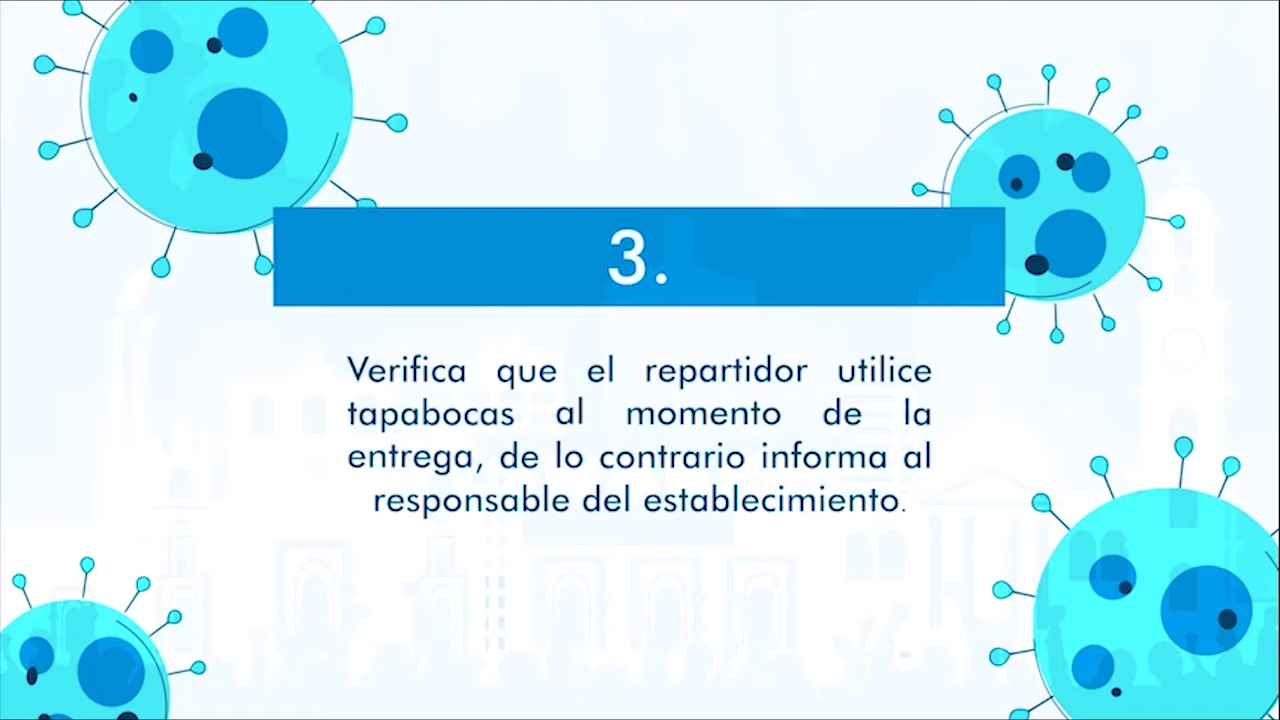 3.
Verifica que el repartidor utilice
tapabocas al momento de la
entrega, de lo contrario informa al
responsable del establecimiento.